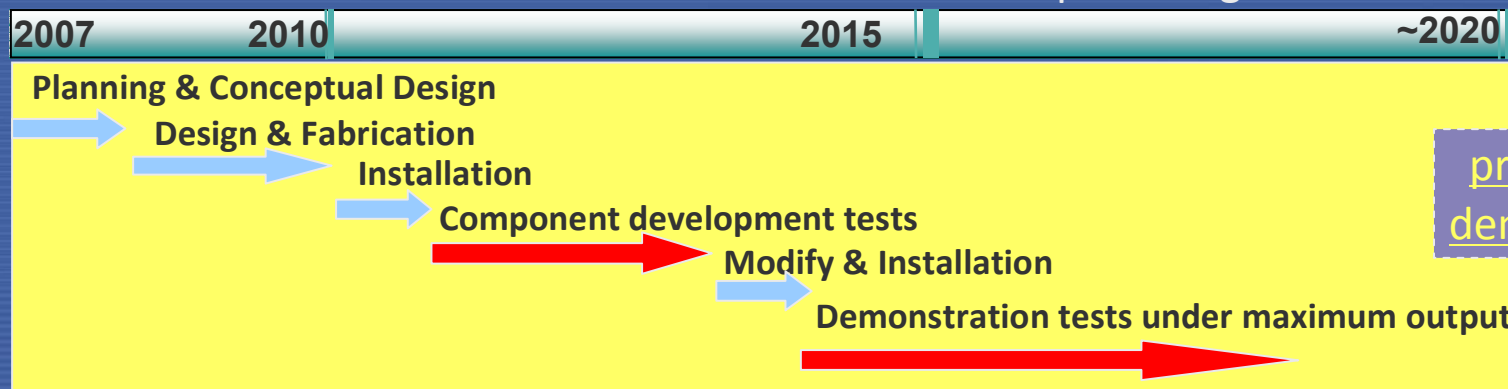 2007 2010 2015 ~2020
Planning & Conceptual Design
Design & Fabrication
Installation
Component development tests
Modify & Installation
Demonstration tests under maximum output